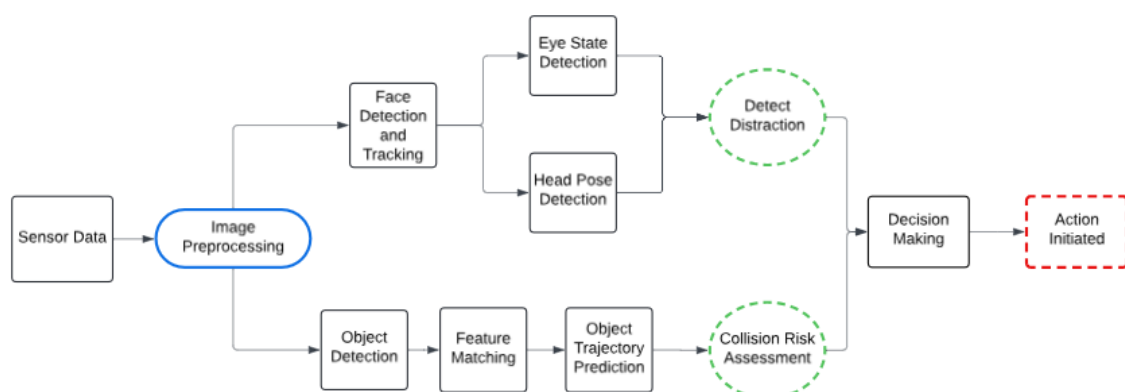 Sensor Data
Image
Preprocessing
Face
Detection
and
Tracking
Eye State
Detection
Head Pose
Detection
Detect
Distraction
Object
Detection
Feature
Matching
Object
Trajectory
Prediction
Collision Risk
Assessment
Decision
Making
Action
Initiated